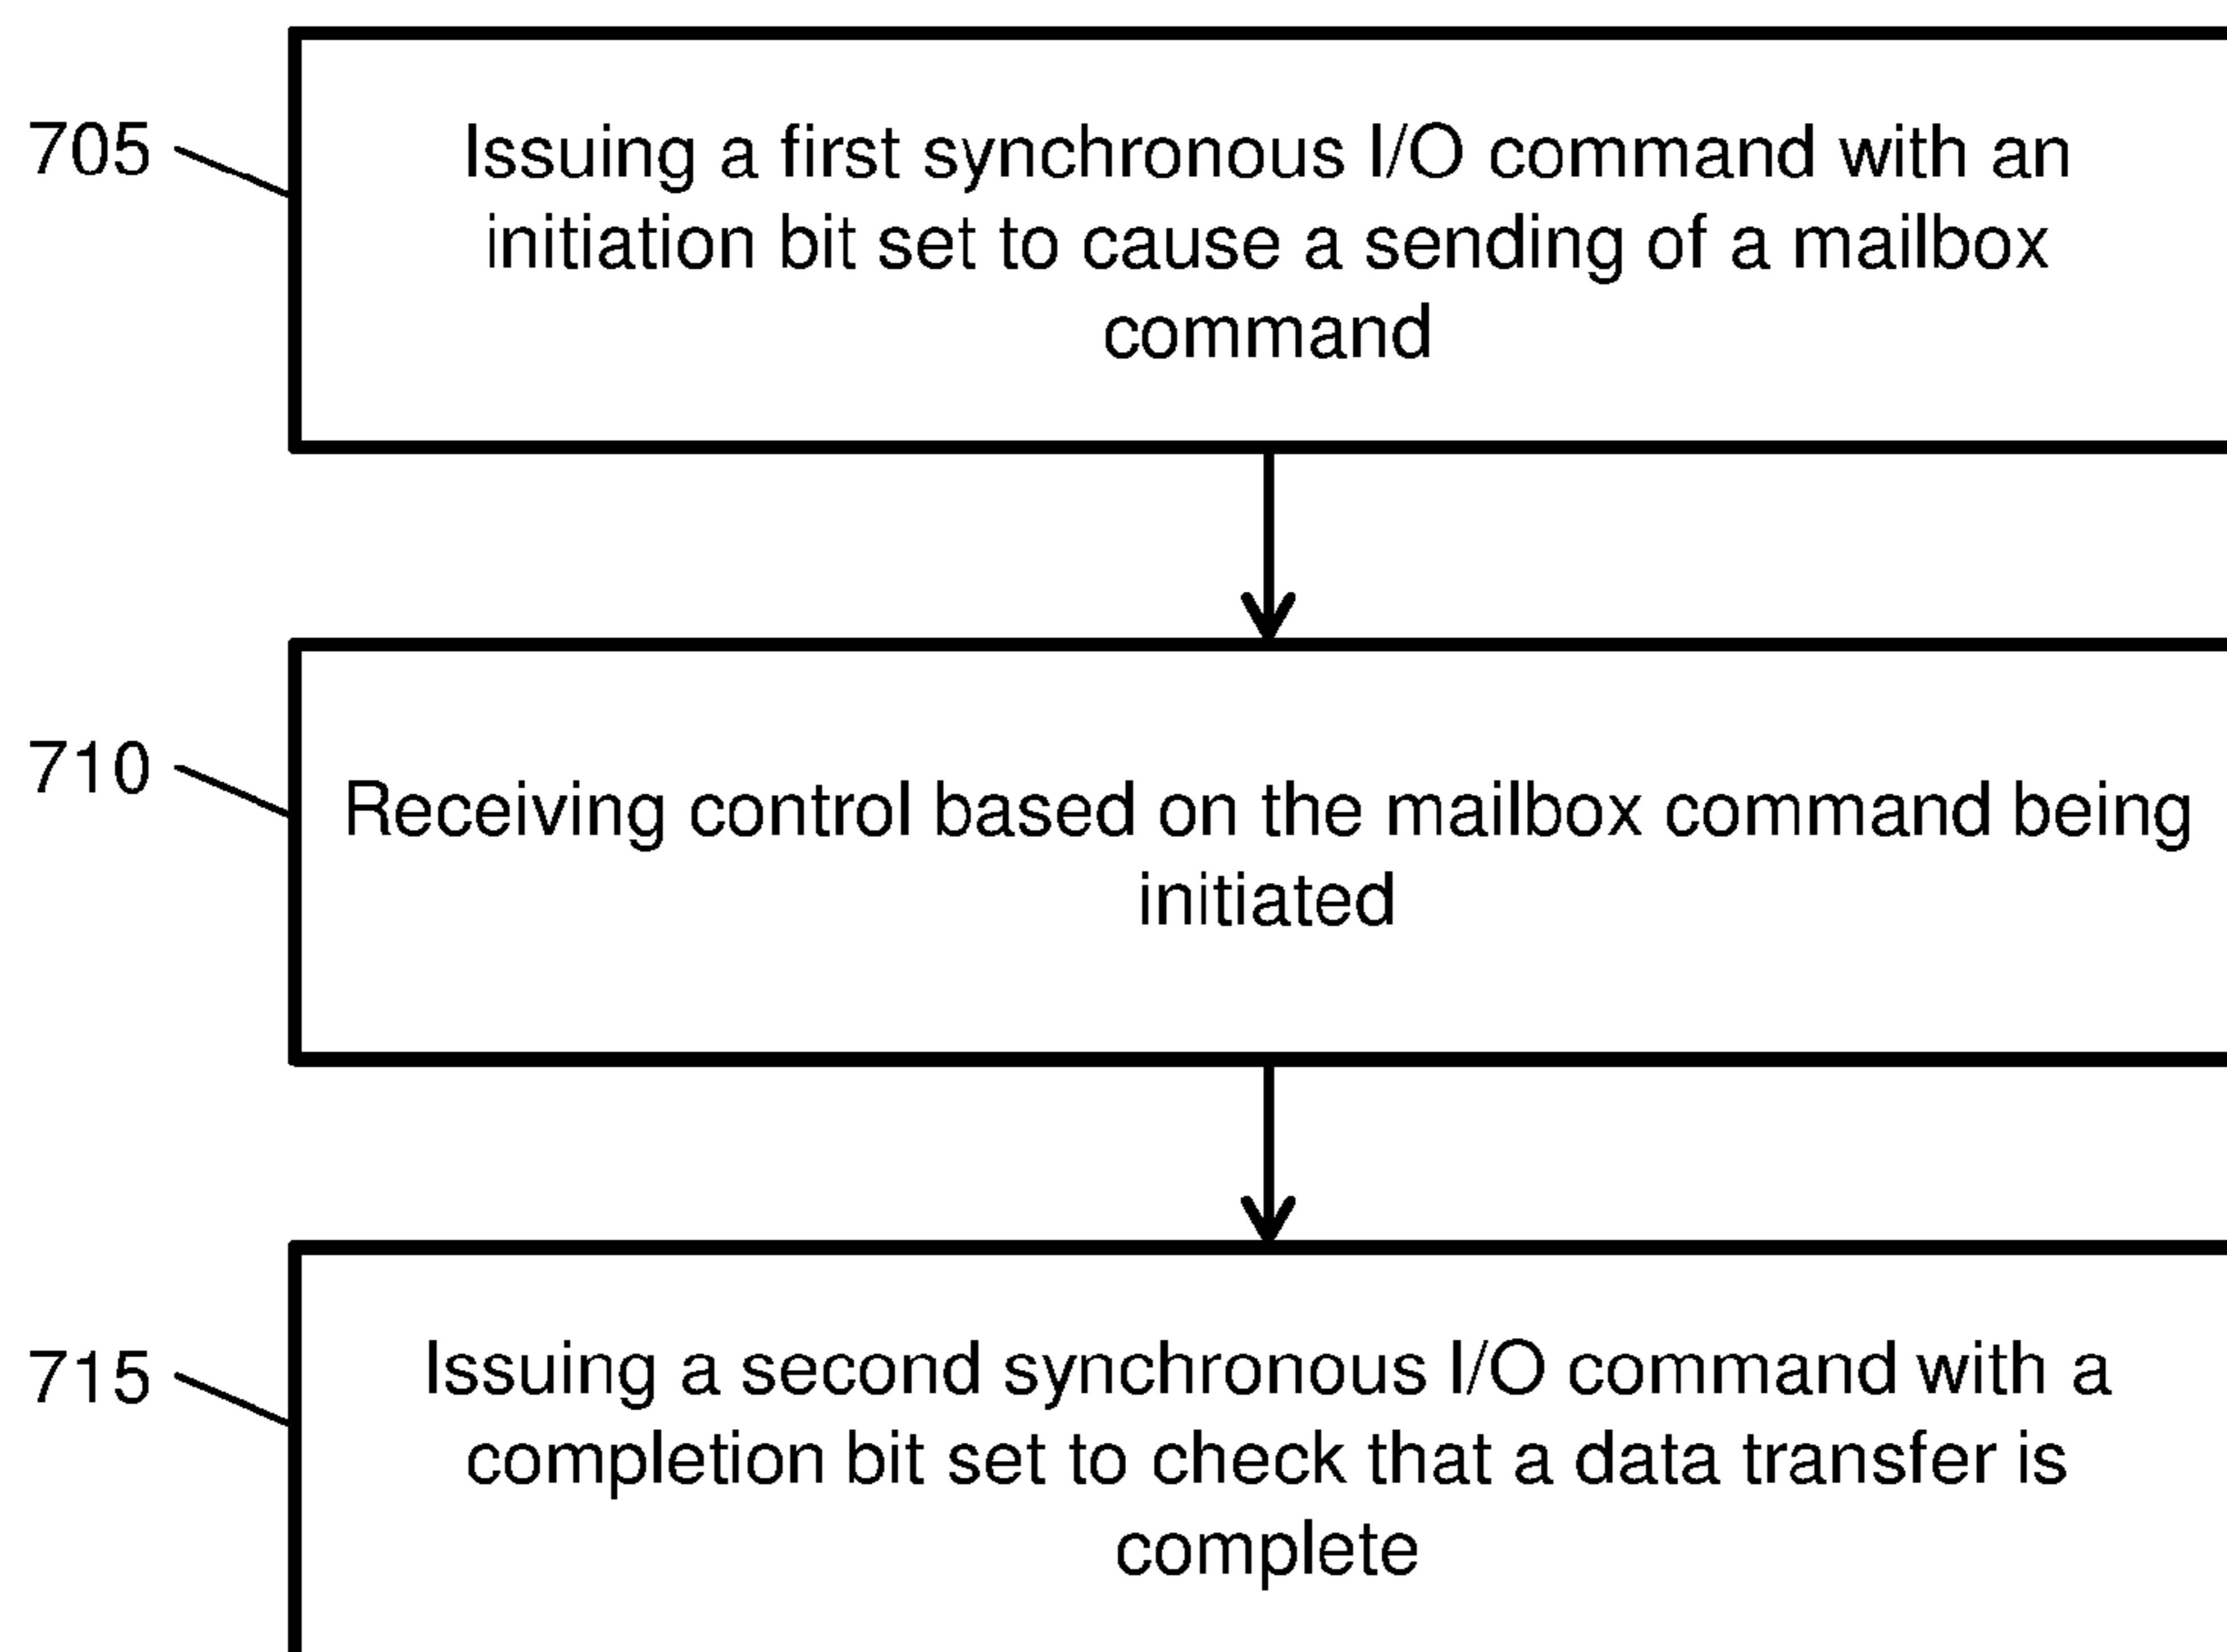 705
Issuing a first synchronous I/O command with an
initiation bit set to cause a sending of a mailbox
command
710
Receiving control based on the mailbox command being
initiated
715
Issuing a second synchronous I/O command with a
completion bit set to check that a data transfer is
complete